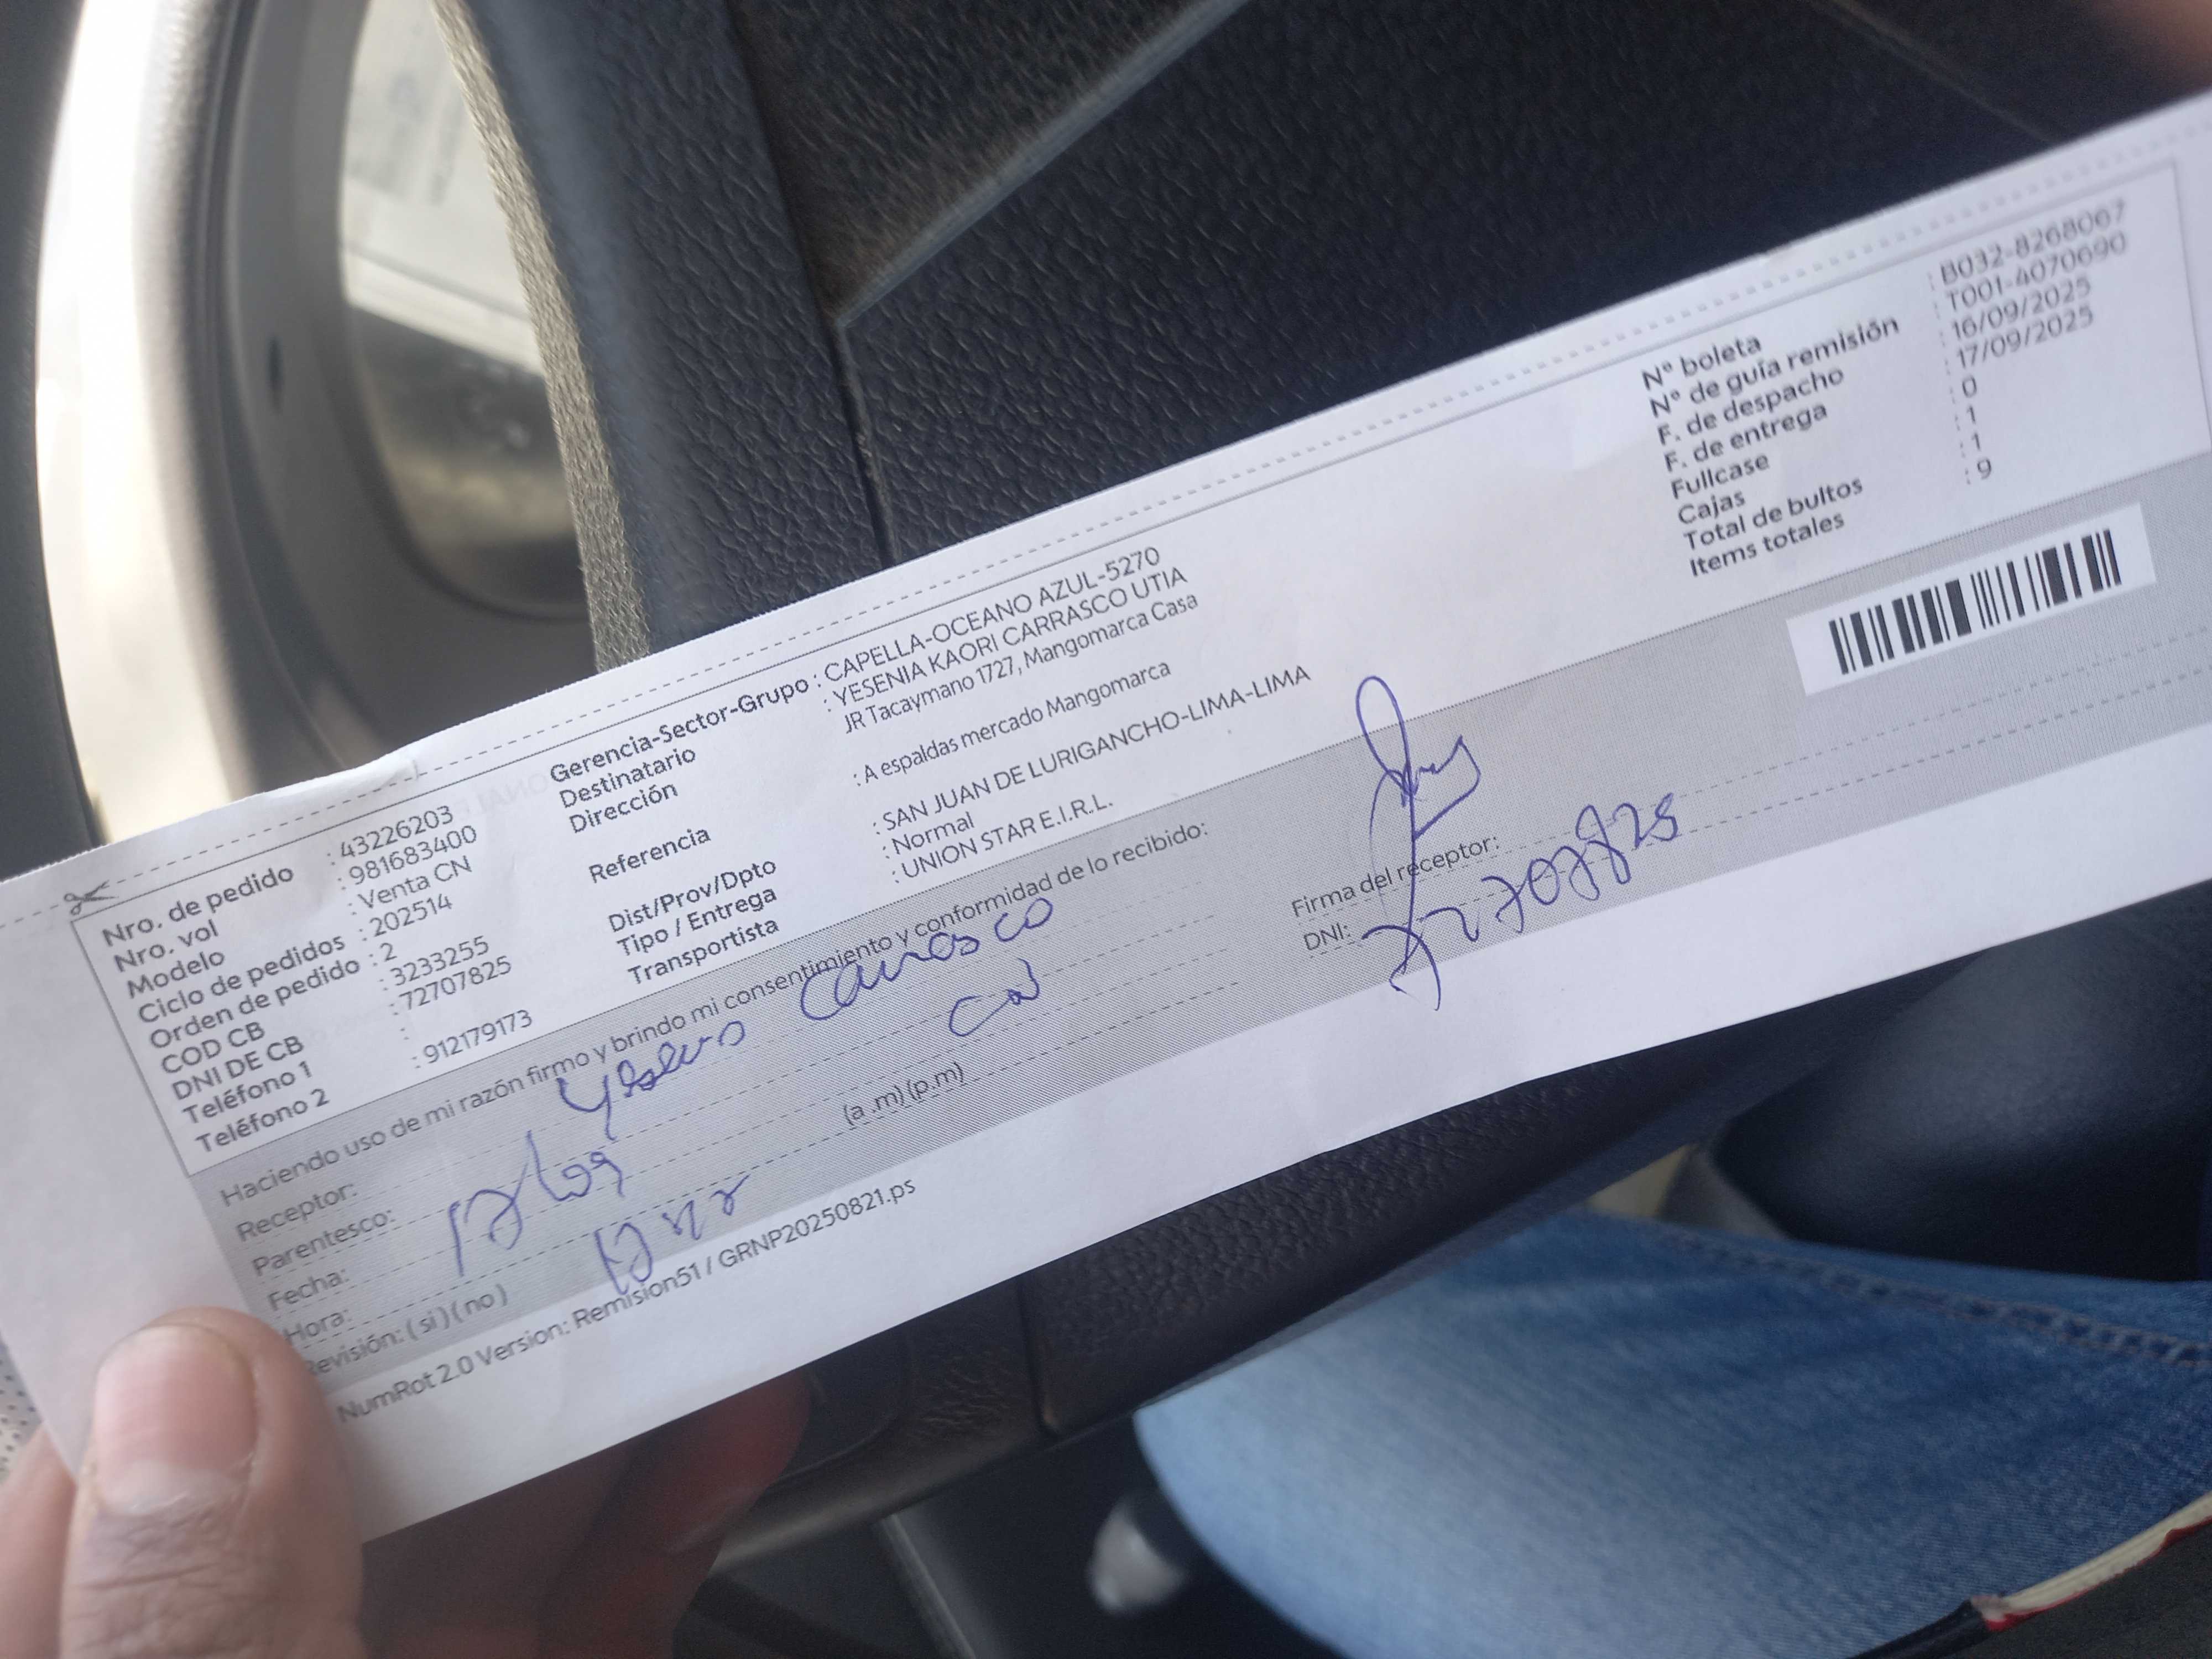 Nro. de pedido : 43226203
Nro. vol : 981683400
Modelo : Venta CN
Ciclo de pedidos : 202514
Orden de pedido : 2
COD CB : 3233255
DNI DE CB : 72707825
Teléfono 1 :
Teléfono 2 : 912179173
Gerencia-Sector-Grupo : CAPELLA-OCEANO AZUL-5270
Destinatario : YESENIA KAORI CARRASCO UTIA
Dirección JR Tacaymano 1727, Mangomarca Casa
Referencia : A espaldas mercado Mangomarca
Dist/Prov/Dpto : SAN JUAN DE LURIGANCHO-LIMA-LIMA
Tipo / Entrega : Normal
Transportista : UNION STAR E.I.R.L.
N° boleta : B032-8268067
N° de guía remisión : T001-4070690
F. de despacho : 16/09/2025
F. de entrega : 17/09/2025
Fullcase : 0
Cajas : 1
Total de bultos : 1
Items totales : 9
Haciendo uso de mi razón firmo y brindo mi consentimiento y conformidad de lo recibido:
Receptor: Carrasco
Parentesco:
Fecha:
Hora: (a .m) (p.m)
Revisión: ( si ) ( no )
Firma del receptor:
DNI: 72707825
NumRot 2.0 Version: Remision51 / GRNP20250821.ps